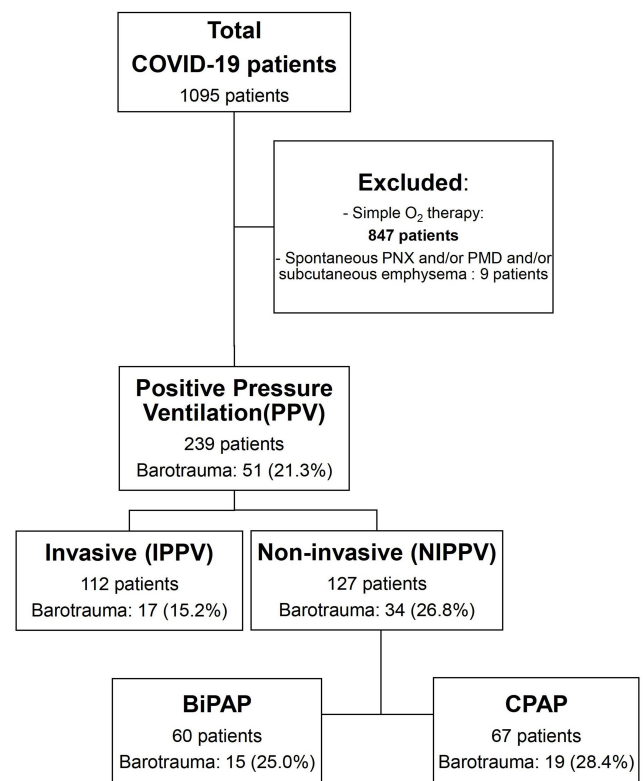 Total
COVID-19 patients
1095 patients
Excluded:
- Simple O₂ therapy:
847 patients
- Spontaneous PNX and/or PMD and/or
subcutaneous emphysema : 9 patients
Positive Pressure
Ventilation(PPV)
239 patients
Barotrauma: 51 (21.3%)
Invasive (IPPV)
112 patients
Barotrauma: 17 (15.2%)
Non-invasive (NIPPV)
127 patients
Barotrauma: 34 (26.8%)
BiPAP
60 patients
Barotrauma: 15 (25.0%)
CPAP
67 patients
Barotrauma: 19 (28.4%)